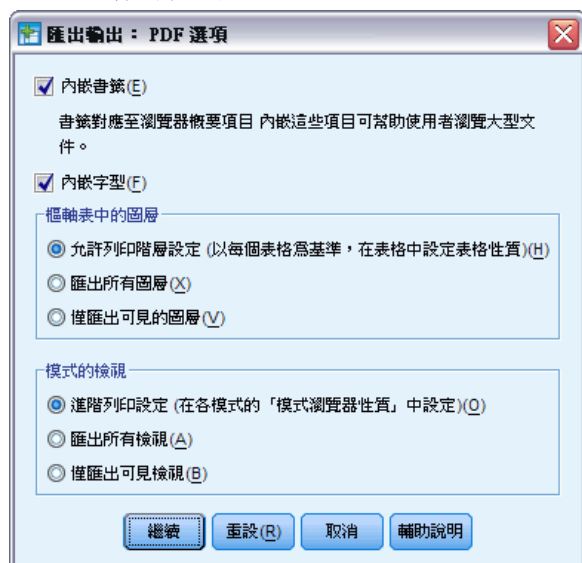 匯出輸出： PDF 選項
內嵌書籤(E)
書籤對應至瀏覽器概要項目 內嵌這些項目可幫助使用者瀏覽大型文
件。
內嵌字型(F)
樞軸表中的圖層
允許列印階層設定 (以每個表格為基準，在表格中設定表格性質)(H)
匯出所有圖層(X)
僅匯出可見的圖層(V)
模式的檢視
進階列印設定 (在各模式的「模式瀏覽器性質」中設定)(O)
匯出所有檢視(A)
僅匯出可見檢視(B)
繼續 重設(R) 取消 輔助說明